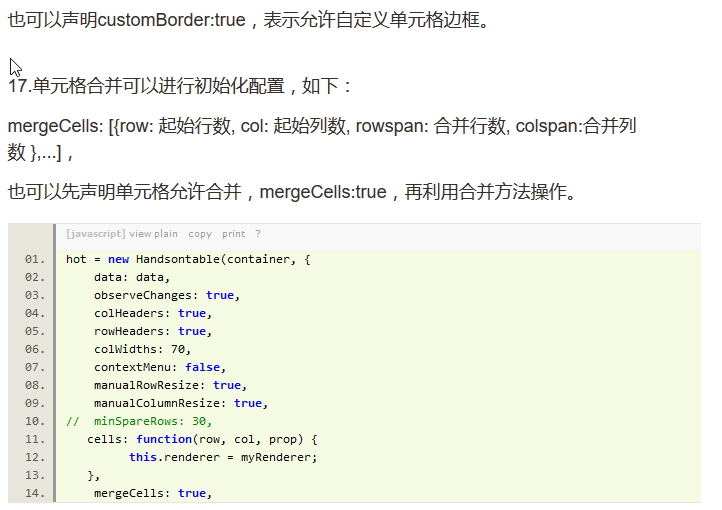 也可以声明customBorder:true，表示允许自定义单元格边框。
17.单元格合并可以进行初始化配置，如下：
mergeCells: [{row: 起始行数, col: 起始列数, rowspan: 合并行数, colspan:合并列
数 },...]，
也可以先声明单元格允许合并，mergeCells:true，再利用合并方法操作。
[javascript] view plain copy print ?
01. hot = new Handsontable(container, {
02.     data: data,
03.     observeChanges: true,
04.     colHeaders: true,
05.     rowHeaders: true,
06.     colWidths: 70,
07.     contextMenu: false,
08.     manualRowResize: true,
09.     manualColumnResize: true,
10. //  minSpareRows: 30,
11.    cells: function(row, col, prop) {
12.          this.renderer = myRenderer;
13.    },
14.     mergeCells: true,